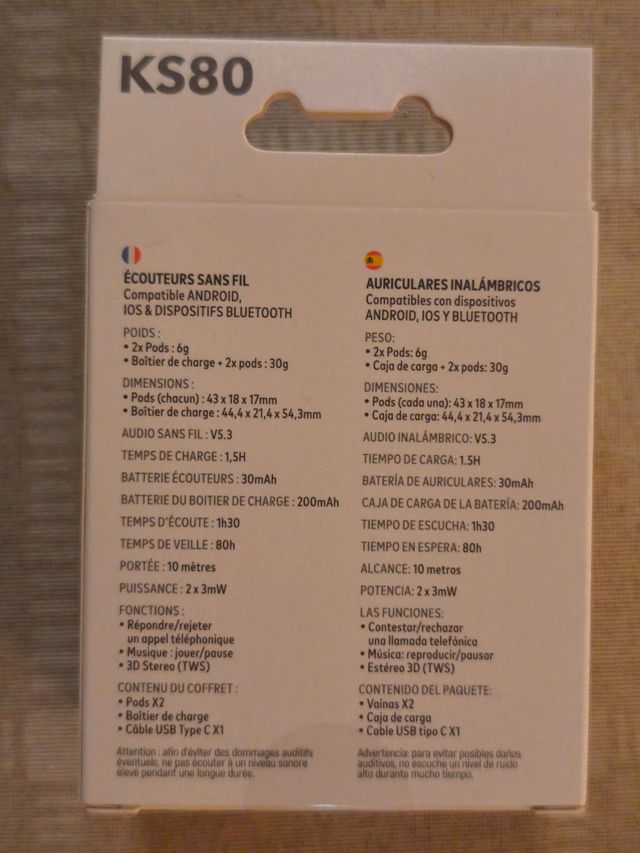 KS80
ÉCOUTEURS SANS FIL
Compatible ANDROID,
IOS & DISPOSITIFS BLUETOOTH
POIDS :
• 2x Pods : 6g
• Boîtier de charge + 2x pods : 30g
DIMENSIONS :
• Pods (chacun) : 43 x 18 x 17mm
• Boîtier de charge : 44,4 x 21,4 x 54,3mm
AUDIO SANS FIL : V5.3
TEMPS DE CHARGE : 1,5H
BATTERIE ÉCOUTEURS : 30mAh
BATTERIE DU BOITIER DE CHARGE : 200mAh
TEMPS D'ÉCOUTE : 1h30
TEMPS DE VEILLE : 80h
PORTÉE : 10 mètres
PUISSANCE : 2 x 3mW
FONCTIONS :
• Répondre/rejeter
un appel téléphonique
• Musique : jouer/pause
• 3D Stereo (TWS)
CONTENU DU COFFRET :
• Pods X2
• Boîtier de charge
• Câble USB Type C X1
Attention : afin d'éviter des dommages auditifs
éventuels, ne pas écouter à un niveau sonore
élevé pendant une longue durée.
AURICULARES INALÁMBRICOS
Compatibles con dispositivos
ANDROID, IOS Y BLUETOOTH
PESO:
• 2x Pods: 6g
• Caja de carga + 2x pods: 30g
DIMENSIONES:
• Pods (cada una): 43 x 18 x 17mm
• Caja de carga: 44,4 x 21,4 x 54,3mm
AUDIO INALÁMBRICO: V5.3
TIEMPO DE CARGA: 1.5H
BATERÍA DE AURICULARES: 30mAh
CAJA DE CARGA DE LA BATERÍA: 200mAh
TIEMPO DE ESCUCHA: 1h30
TIEMPO EN ESPERA: 80h
ALCANCE: 10 metros
POTENCIA: 2 x 3mW
LAS FUNCIONES:
• Contestar/rechazar
una llamada telefónica
• Música: reproducir/pausar
• Estéreo 3D (TWS)
CONTENIDO DEL PAQUETE:
• Vainas X2
• Caja de carga
• Cable USB tipo C X1
Advertencia: para evitar posibles daños
auditivos, no escuche un nivel de ruido
alto durante mucho tiempo.